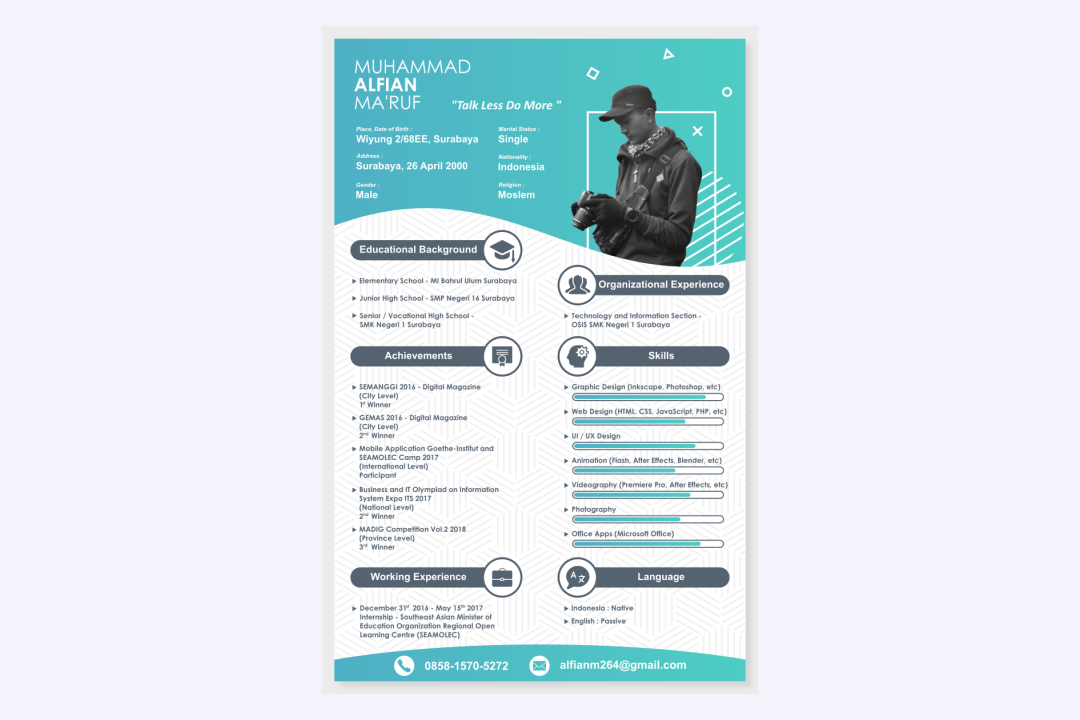 MUHAMMAD
ALFIAN
MA'RUF
"Talk Less Do More "
Place, Date of Birth :
Wiyung 2/68EE, Surabaya
Marital Status :
Single
Address :
Surabaya, 26 April 2000
Nationality :
Indonesia
Gender :
Male
Religion :
Moslem
Educational Background
Elementary School - MI Bahrul Ulum Surabaya
Junior High School - SMP Negeri 16 Surabaya
Senior / Vocational High School -
SMK Negeri 1 Surabaya
Achievements
SEMANGGI 2016 - Digital Magazine
(City Level)
1st Winner
GEMAS 2016 - Digital Magazine
(City Level)
2nd Winner
Mobile Application Goethe-Institut and
SEAMOLEC Camp 2017
(International Level)
Participant
Business and IT Olympiad on Information
System Expo ITS 2017
(National Level)
2nd Winner
MADIG Competition Vol.2 2018
(Province Level)
3rd Winner
Working Experience
December 31st 2016 - May 15th 2017
Internship - Southeast Asian Minister of
Education Organization Regional Open
Learning Centre (SEAMOLEC)
Organizational Experience
Technology and Information Section -
OSIS SMK Negeri 1 Surabaya
Skills
Graphic Design (Inkscape, Photoshop, etc)
Web Design (HTML, CSS, JavaScript, PHP, etc)
UI / UX Design
Animation (Flash, After Effects, Blender, etc)
Videography (Premiere Pro, After Effects, etc)
Photography
Office Apps (Microsoft Office)
A 文
Language
Indonesia : Native
English : Passive
0858-1570-5272
alfianm264@gmail.com